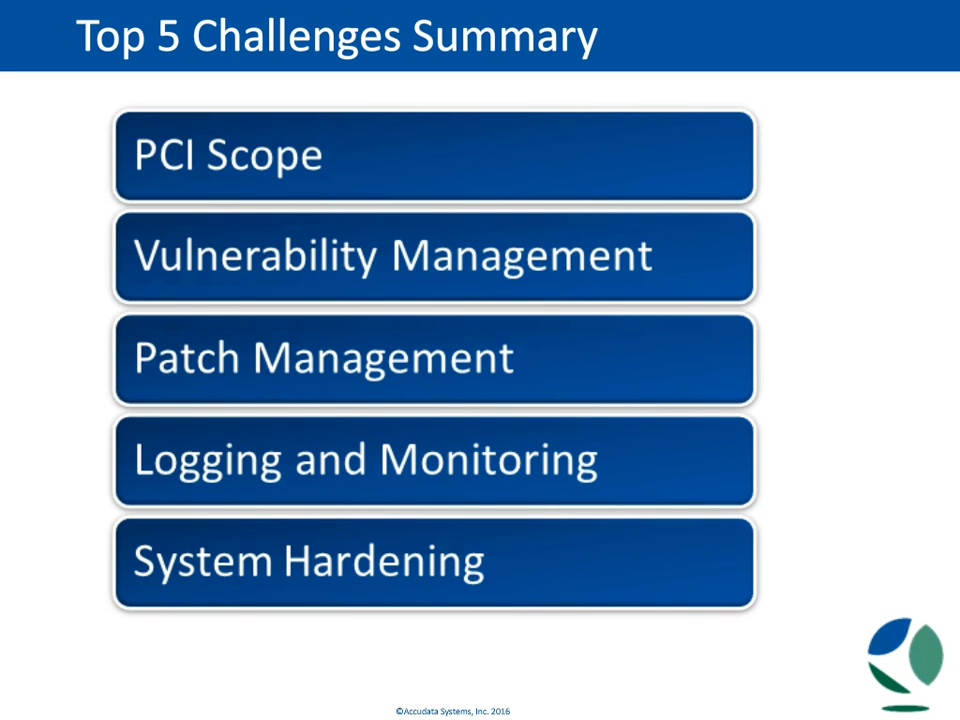 Top 5 Challenges Summary
PCI Scope
Vulnerability Management
Patch Management
Logging and Monitoring
System Hardening
©Accudata Systems, Inc. 2016